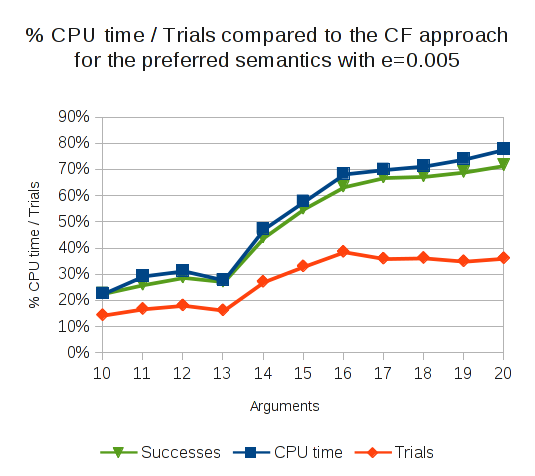 % CPU time / Trials compared to the CF approach
for the preferred semantics with e=0.005
90%
80%
70%
60%
50%
40%
30%
20%
10%
0%
% CPU time / Trials
10 11 12 13 14 15 16 17 18 19 20
Arguments
Successes CPU time Trials